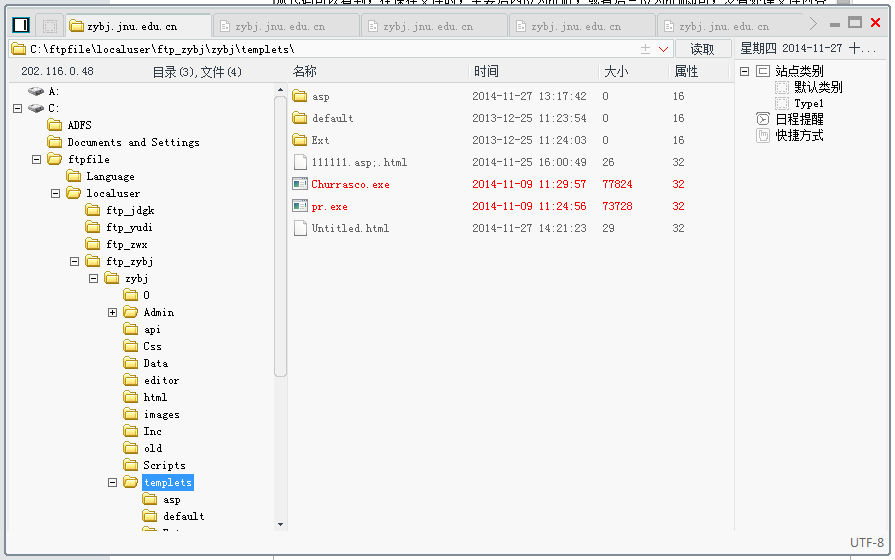 zybj.jnu.edu.cn zybj.jnu.edu.cn zybj.jnu.edu.cn zybj.jnu.edu.cn zybj.jnu.edu.cn
C:\ftpfile\localuser\ftp_zybj\zybj\templets\ 读取 星期四 2014-11-27 十...
202.116.0.48 目录(3),文件(4)
A:
C:
ADFS
Documents and Settings
ftpfile
Language
localuser
ftp_jdgk
ftp_yudi
ftp_zwx
ftp_zybj
zybj
0
Admin
api
Css
Data
editor
html
images
Inc
old
Scripts
templets
asp
default
名称 时间 大小 属性
asp 2014-11-27 13:17:42 0 16
default 2013-12-25 11:23:54 0 16
Ext 2013-12-25 11:24:03 0 16
111111.asp;.html 2014-11-25 16:00:49 26 32
Churrasco.exe 2014-11-09 11:29:57 77824 32
pr.exe 2014-11-09 11:24:56 73728 32
Untitled.html 2014-11-27 14:21:23 29 32
站点类别
默认类别
Type1
日程提醒
快捷方式
UTF-8